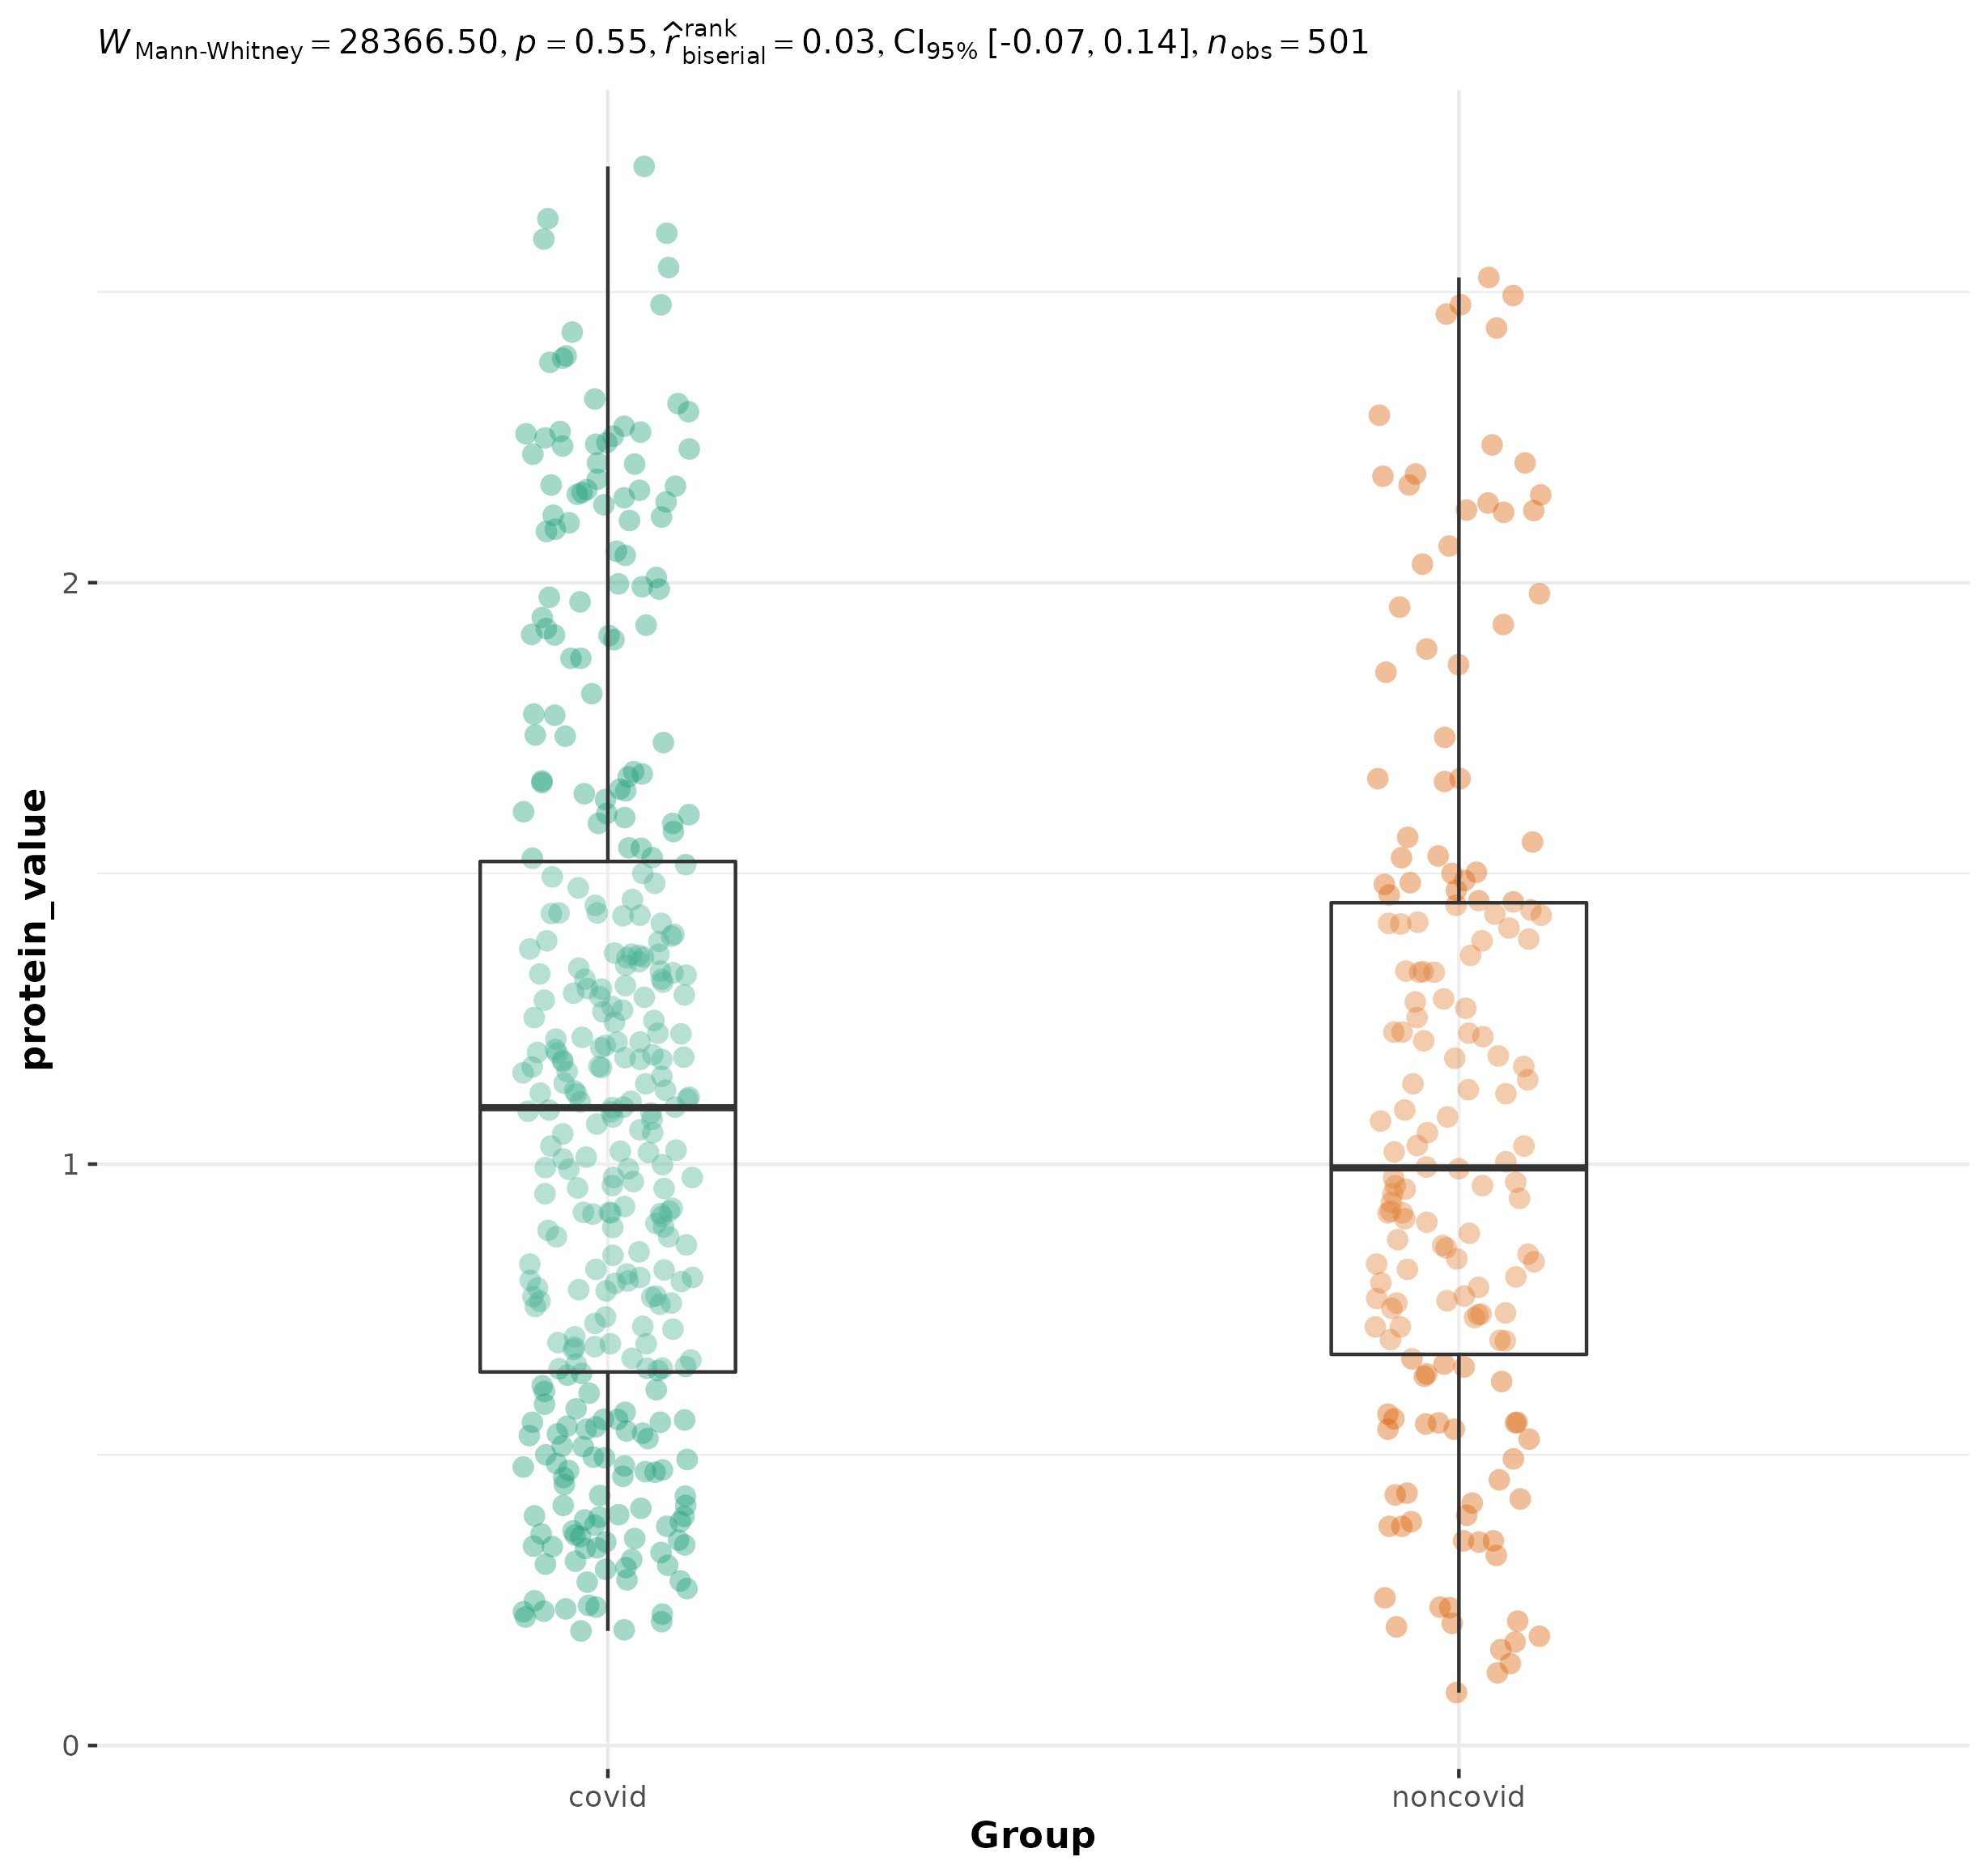 W Mann-Whitney = 28366.50, p = 0.55, r̂ rank biserial = 0.03, CI95% [-0.07, 0.14], n obs = 501
2
1
0
protein_value
covid noncovid
Group